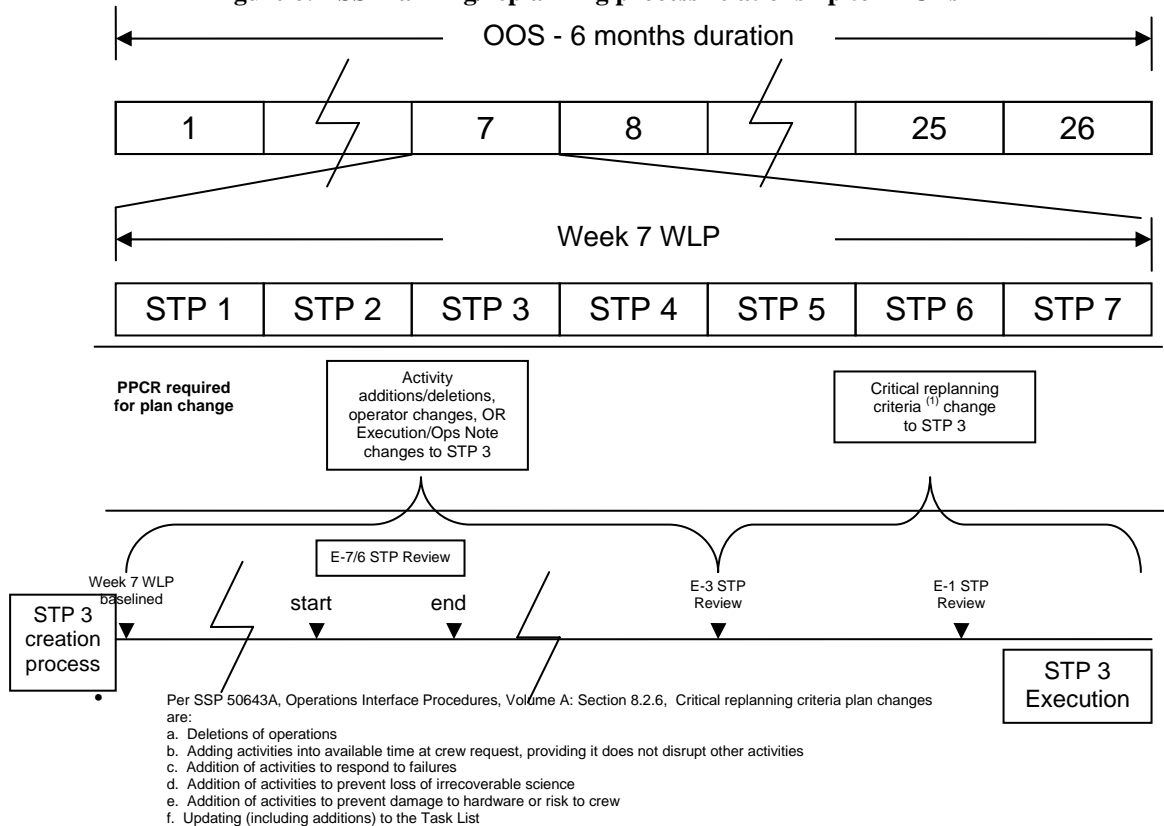 OOS - 6 months duration
1 7 8 25 26
Week 7 WLP
STP 1 STP 2 STP 3 STP 4 STP 5 STP 6 STP 7
PPCR required
for plan change
Activity
additions/deletions,
operator changes, OR
Execution/Ops Note
changes to STP 3
Critical replanning
criteria (1) change
to STP 3
E-7/6 STP Review
Week 7 WLP
baselined
start
end
E-3 STP
Review
E-1 STP
Review
STP 3
creation
process
STP 3
Execution
• Per SSP 50643A, Operations Interface Procedures, Volume A: Section 8.2.6, Critical replanning criteria plan changes
are:
a. Deletions of operations
b. Adding activities into available time at crew request, providing it does not disrupt other activities
c. Addition of activities to respond to failures
d. Addition of activities to prevent loss of irrecoverable science
e. Addition of activities to prevent damage to hardware or risk to crew
f. Updating (including additions) to the Task List